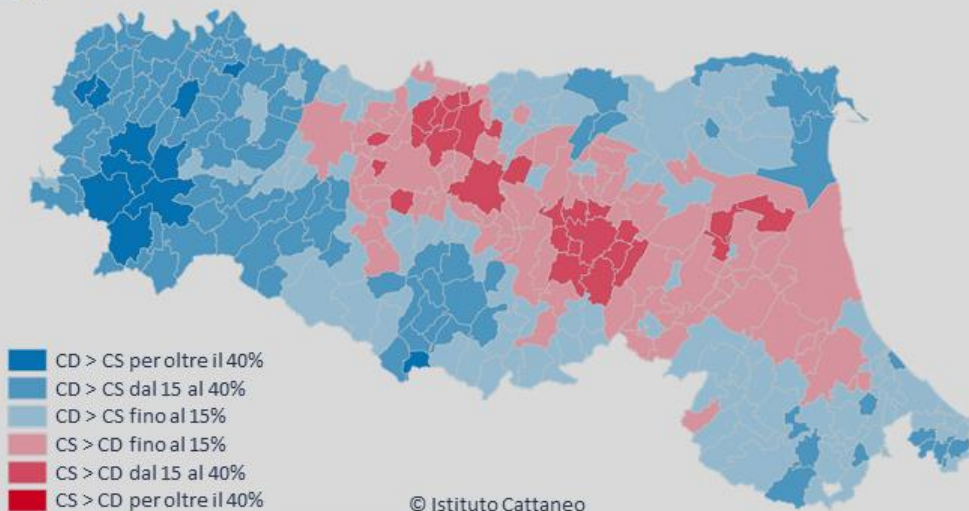 CD > CS per oltre il 40%
CD > CS dal 15 al 40%
CD > CS fino al 15%
CS > CD fino al 15%
CS > CD dal 15 al 40%
CS > CD per oltre il 40%
© Istituto Cattaneo